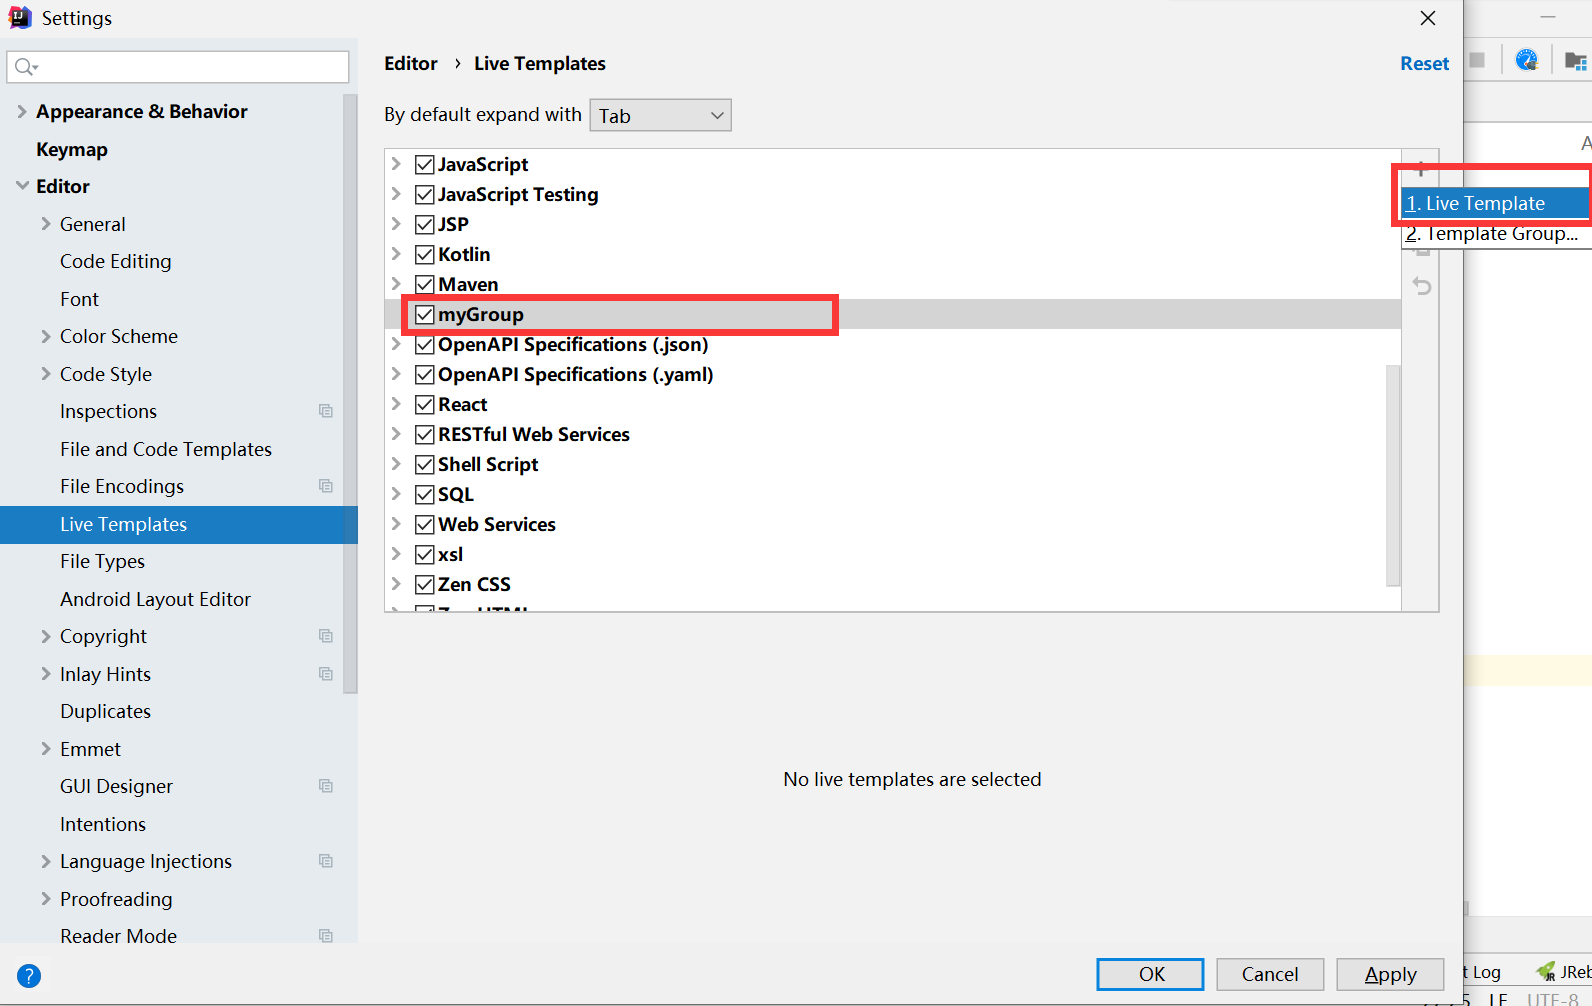 Settings
Editor › Live Templates
Reset
By default expand with Tab
Appearance & Behavior
Keymap
Editor
General
Code Editing
Font
Color Scheme
Code Style
Inspections
File and Code Templates
File Encodings
Live Templates
File Types
Android Layout Editor
Copyright
Inlay Hints
Duplicates
Emmet
GUI Designer
Intentions
Language Injections
Proofreading
Reader Mode
JavaScript
JavaScript Testing
JSP
Kotlin
Maven
myGroup
OpenAPI Specifications (.json)
OpenAPI Specifications (.yaml)
React
RESTful Web Services
Shell Script
SQL
Web Services
xsl
Zen CSS
Zen HTML
1. Live Template
2. Template Group...
No live templates are selected
?
OK
Cancel
Apply
t Log
JReb
LF UTF-8